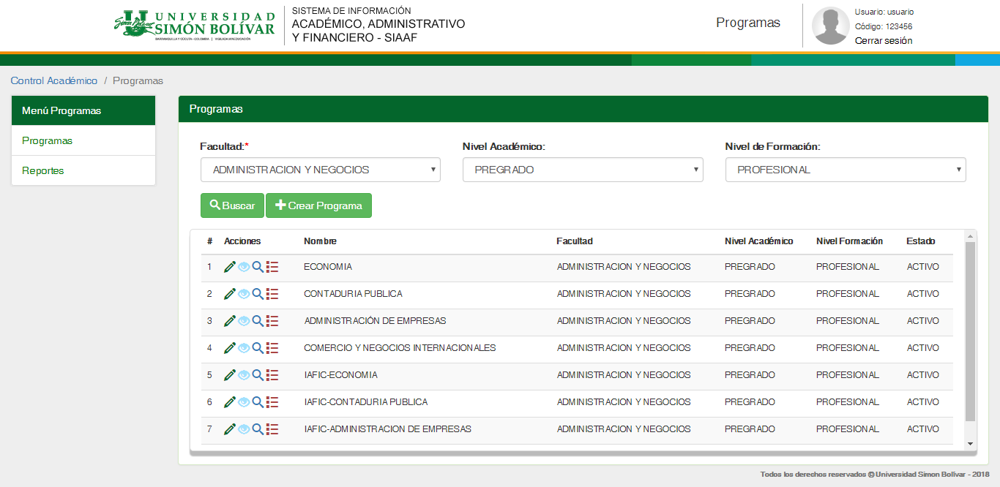 UNIVERSIDAD
SIMÓN BOLÍVAR
BARRANQUILLA Y CÚCUTA - COLOMBIA | VIGILADA MINEDUCACIÓN
SISTEMA DE INFORMACIÓN
ACADÉMICO, ADMINISTRATIVO
Y FINANCIERO - SIAAF
Programas
Usuario: usuario
Código: 123456
Cerrar sesión
Control Académico / Programas
Menú Programas
Programas
Reportes
Programas
Facultad:* Nivel Académico: Nivel de Formación:
ADMINISTRACION Y NEGOCIOS PREGRADO PROFESIONAL
Buscar Crear Programa
# Acciones Nombre Facultad Nivel Académico Nivel Formación Estado
1 ECONOMIA ADMINISTRACION Y NEGOCIOS PREGRADO PROFESIONAL ACTIVO
2 CONTADURIA PUBLICA ADMINISTRACION Y NEGOCIOS PREGRADO PROFESIONAL ACTIVO
3 ADMINISTRACIÓN DE EMPRESAS ADMINISTRACION Y NEGOCIOS PREGRADO PROFESIONAL ACTIVO
4 COMERCIO Y NEGOCIOS INTERNACIONALES ADMINISTRACION Y NEGOCIOS PREGRADO PROFESIONAL ACTIVO
5 IAFIC-ECONOMIA ADMINISTRACION Y NEGOCIOS PREGRADO PROFESIONAL ACTIVO
6 IAFIC-CONTADURIA PUBLICA ADMINISTRACION Y NEGOCIOS PREGRADO PROFESIONAL ACTIVO
7 IAFIC-ADMINISTRACION DE EMPRESAS ADMINISTRACION Y NEGOCIOS PREGRADO PROFESIONAL ACTIVO
Todos los derechos reservados @ Universidad Simon Bolívar - 2018